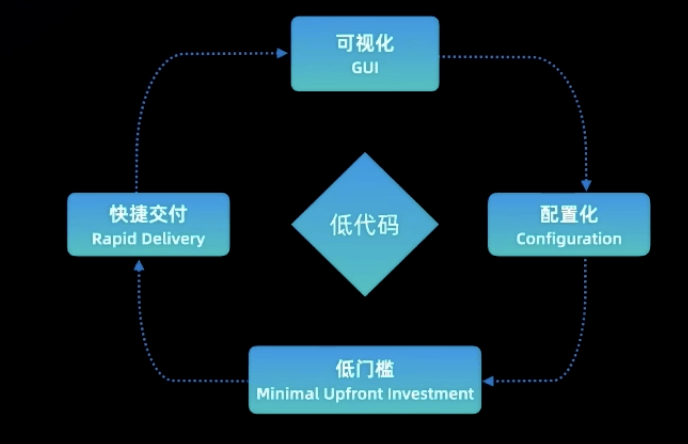 可视化
GUI
快捷交付
Rapid Delivery
低代码
配置化
Configuration
低门槛
Minimal Upfront Investment